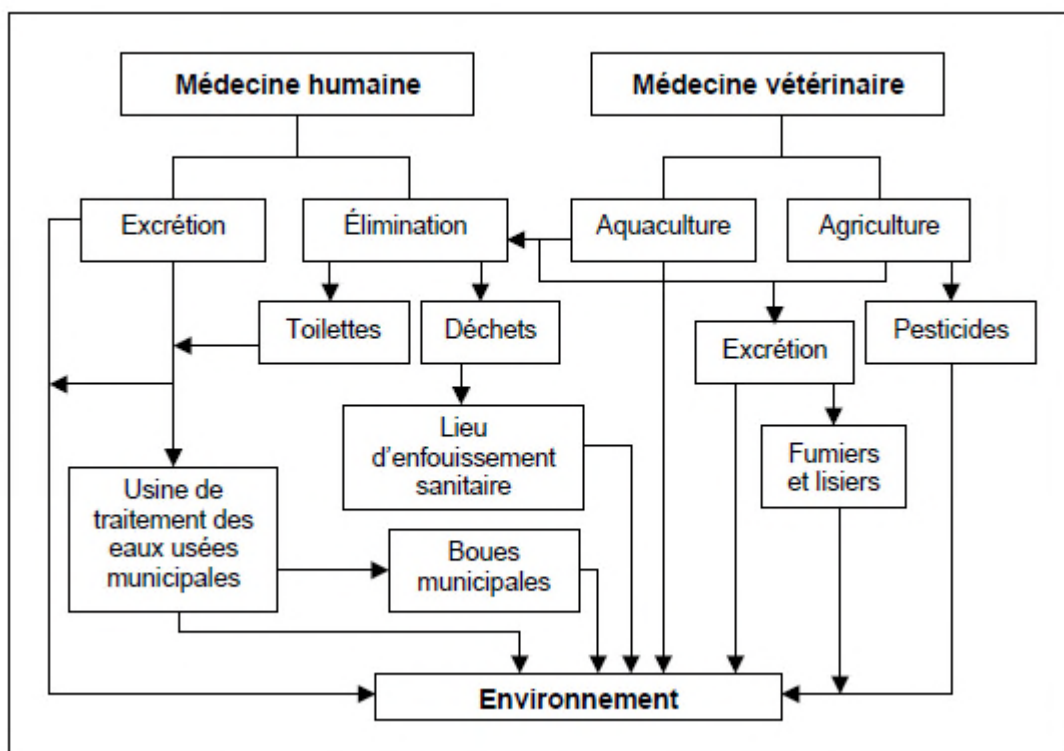 Médecine humaine
Médecine vétérinaire
Excrétion
Élimination
Aquaculture
Agriculture
Toilettes
Déchets
Excrétion
Pesticides
Lieu
d'enfouissement
sanitaire
Fumiers
et lisiers
Usine de
traitement des
eaux usées
municipales
Boues
municipales
Environnement